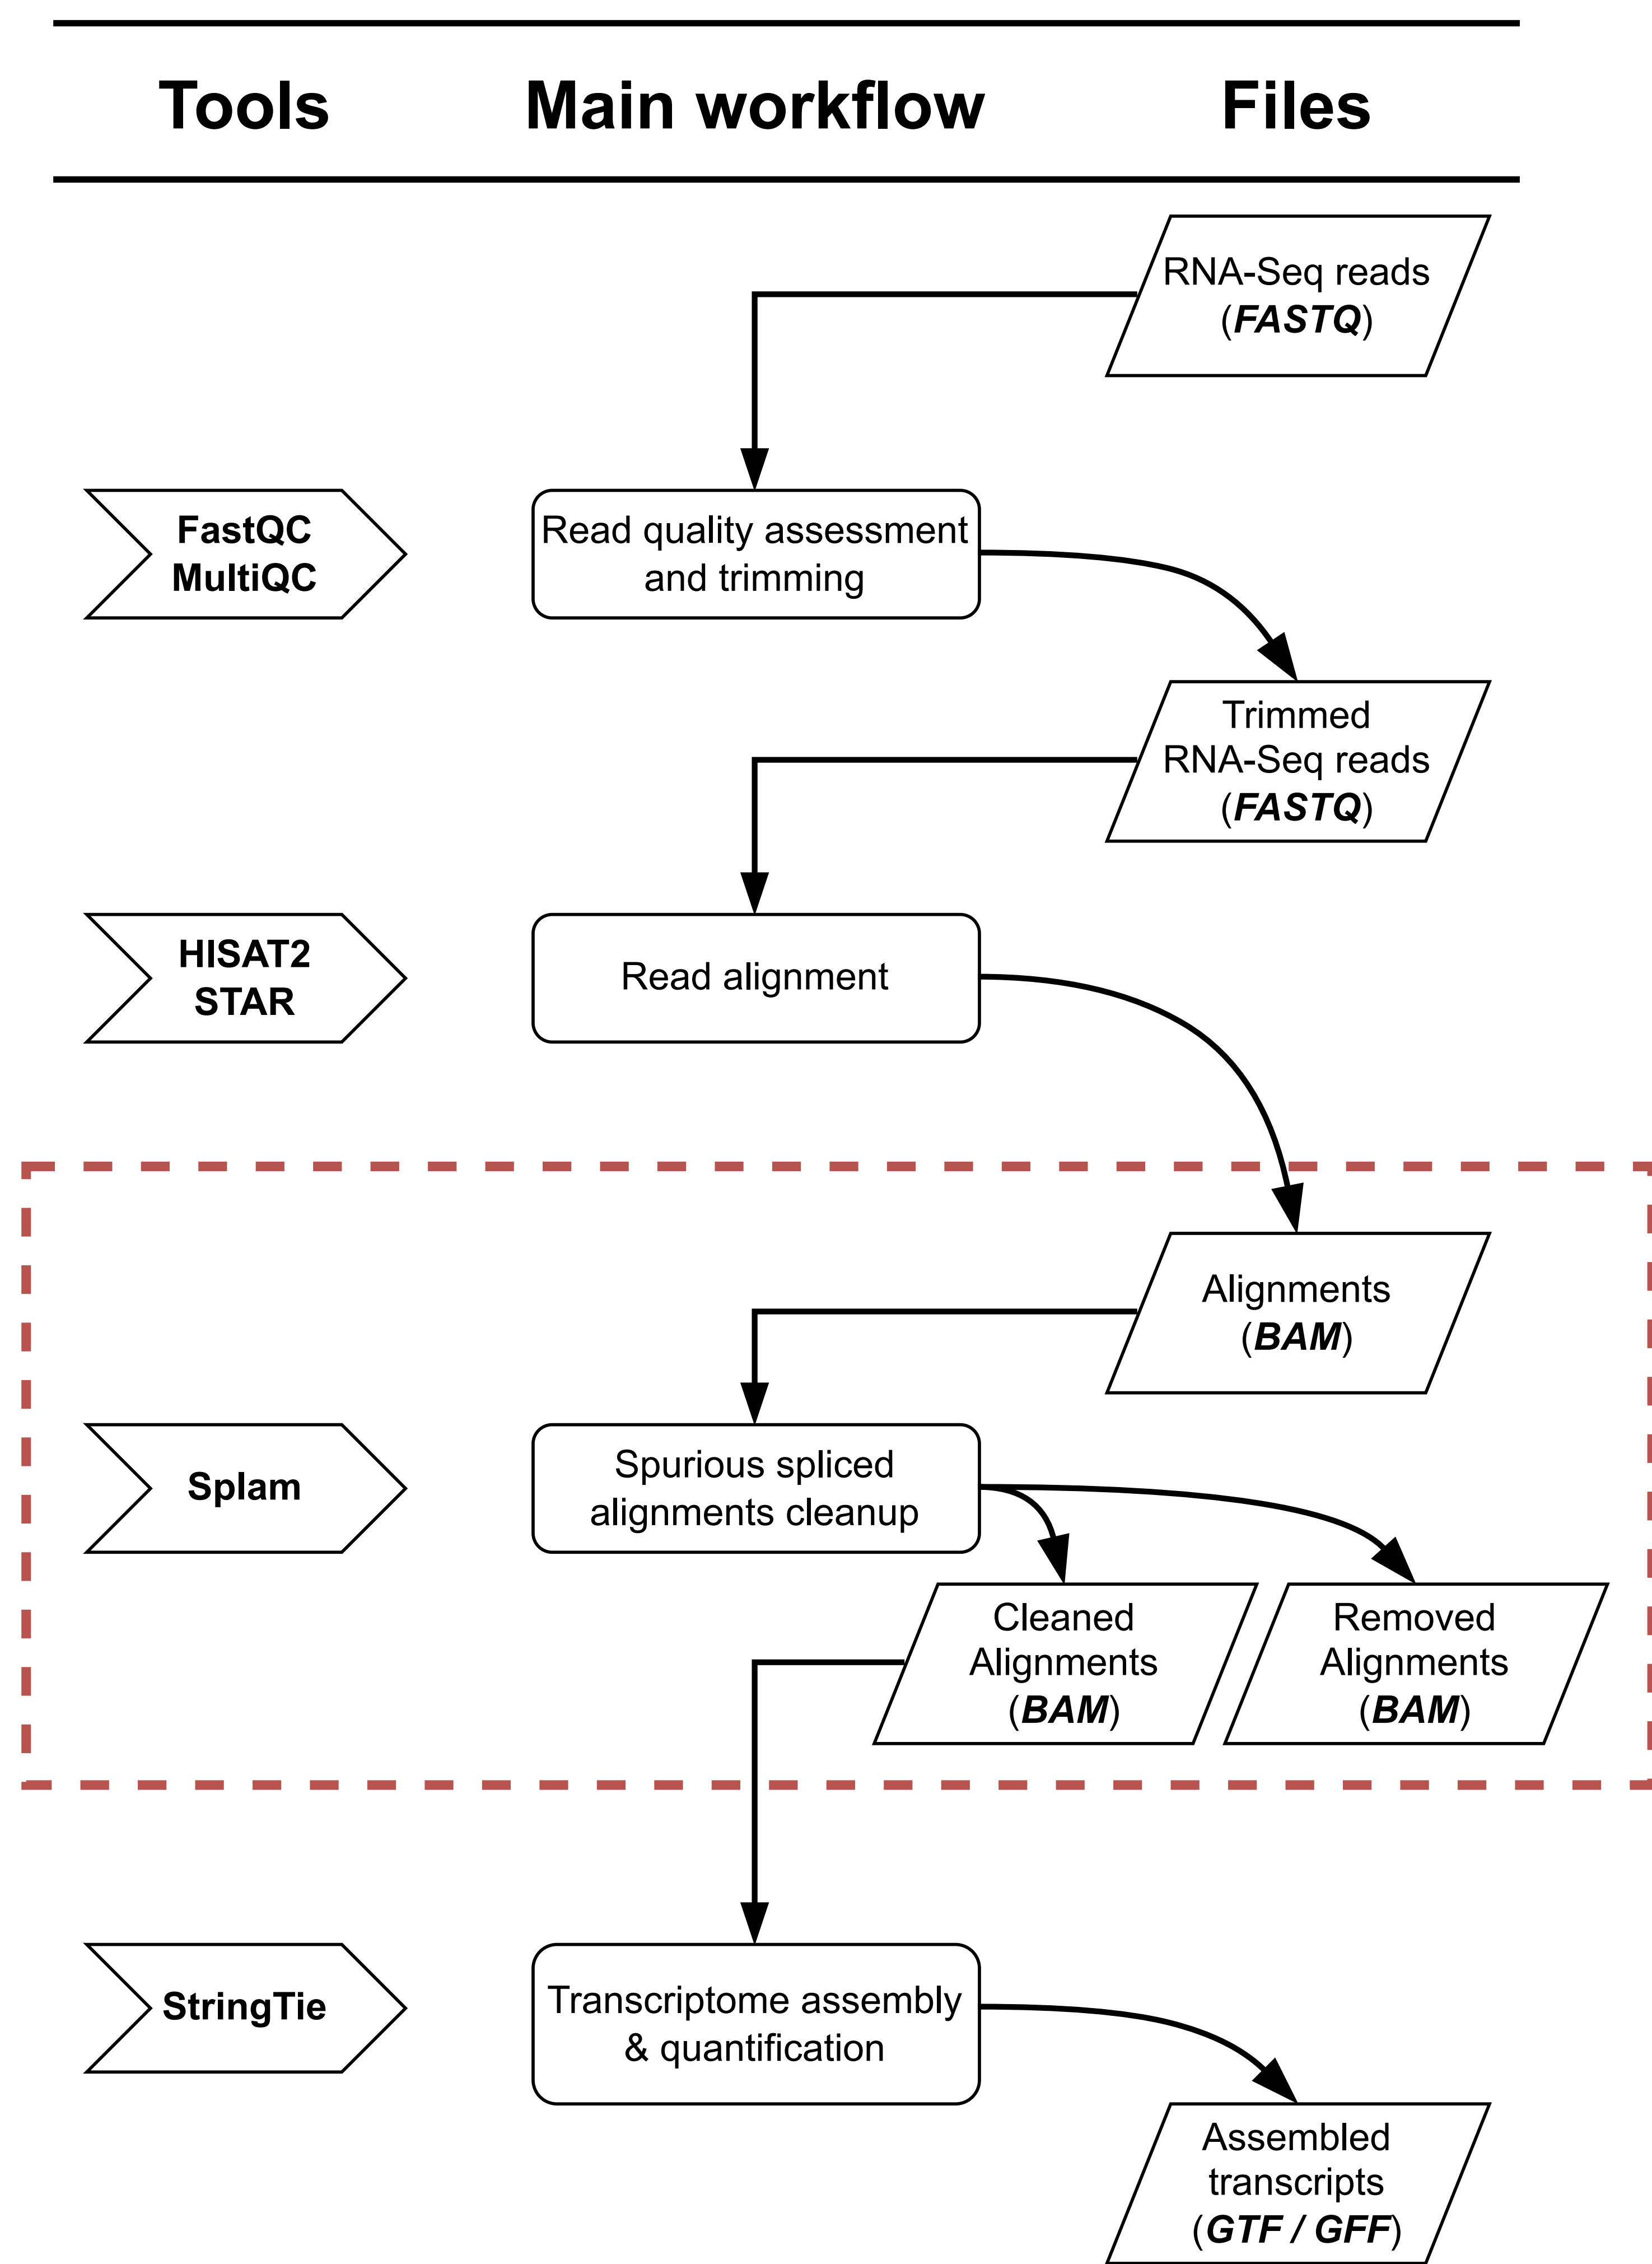 Tools
Main workflow
Files
RNA-Seq reads
(FASTQ)
FastQC
MultiQC
Read quality assessment
and trimming
Trimmed
RNA-Seq reads
(FASTQ)
HISAT2
STAR
Read alignment
Alignments
(BAM)
Splam
Spurious spliced
alignments cleanup
Cleaned
Alignments
(BAM)
Removed
Alignments
(BAM)
StringTie
Transcriptome assembly
& quantification
Assembled
transcripts
(GTF / GFF)